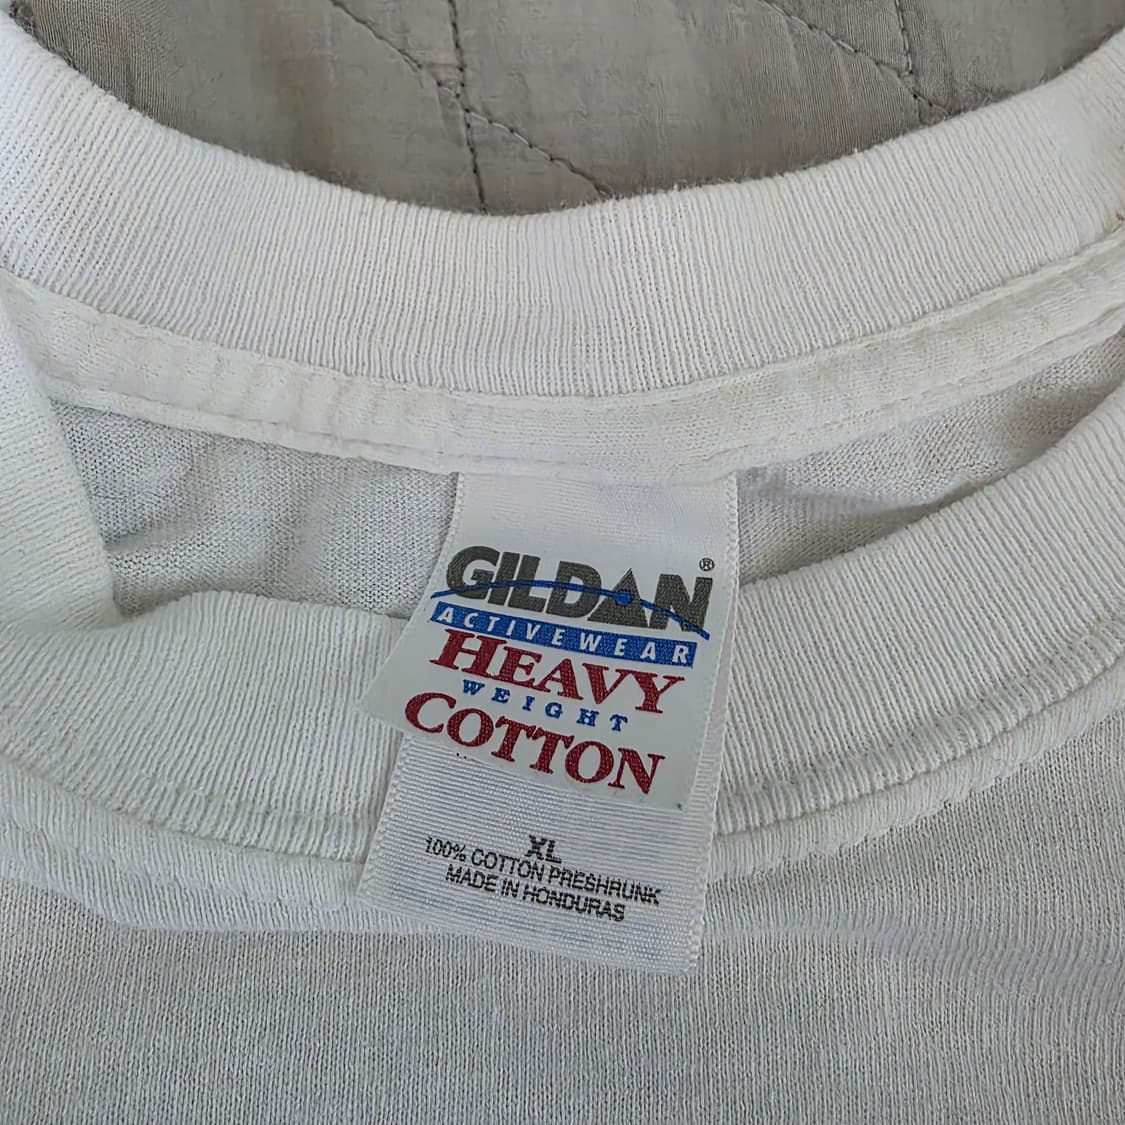 GILDAN®
ACTIVEWEAR
HEAVY
WEIGHT
COTTON
XL
100% COTTON PRESHRUNK
MADE IN HONDURAS